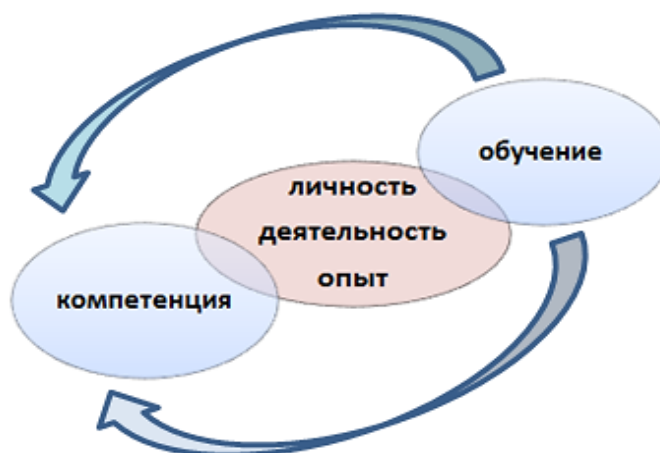 обучение
личность
деятельность
опыт
компетенция